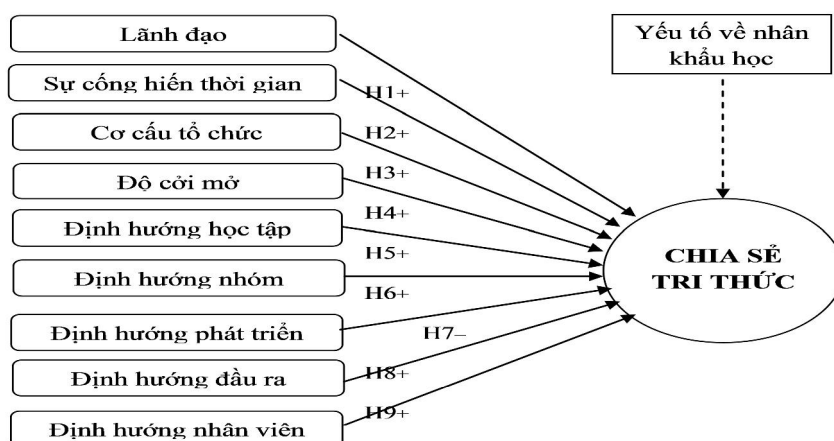 Lãnh đạo
Sự cống hiến thời gian
Cơ cấu tổ chức
Độ cởi mở
Định hướng học tập
Định hướng nhóm
Định hướng phát triển
Định hướng đầu ra
Định hướng nhân viên
H1+
H2+
H3+
H4+
H5+
H6+
H7–
H8+
H9+
Yếu tố về nhân
khẩu học
CHIA SẺ
TRI THỨC